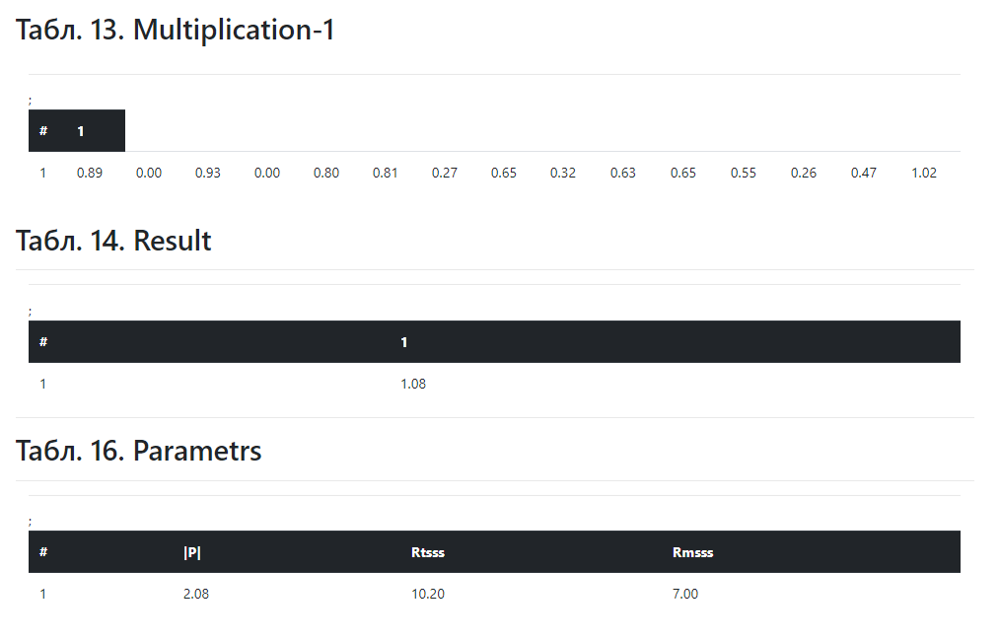 Табл. 13. Multiplication-1
;
# 1
1 0.89 0.00 0.93 0.00 0.80 0.81 0.27 0.65 0.32 0.63 0.65 0.55 0.26 0.47 1.02
Табл. 14. Result
;
# 1
1 1.08
Табл. 16. Parametrs
;
# |P| Rtsss Rmsss
1 2.08 10.20 7.00